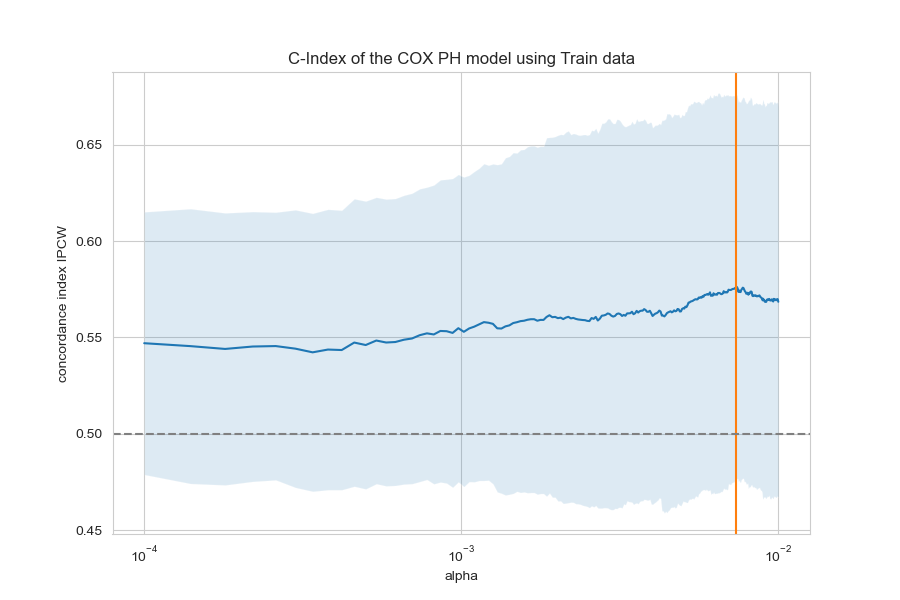 C-Index of the COX PH model using Train data
concordance index IPCW
0.65
0.60
0.55
0.50
0.45
10⁻⁴ 10⁻³ 10⁻²
alpha